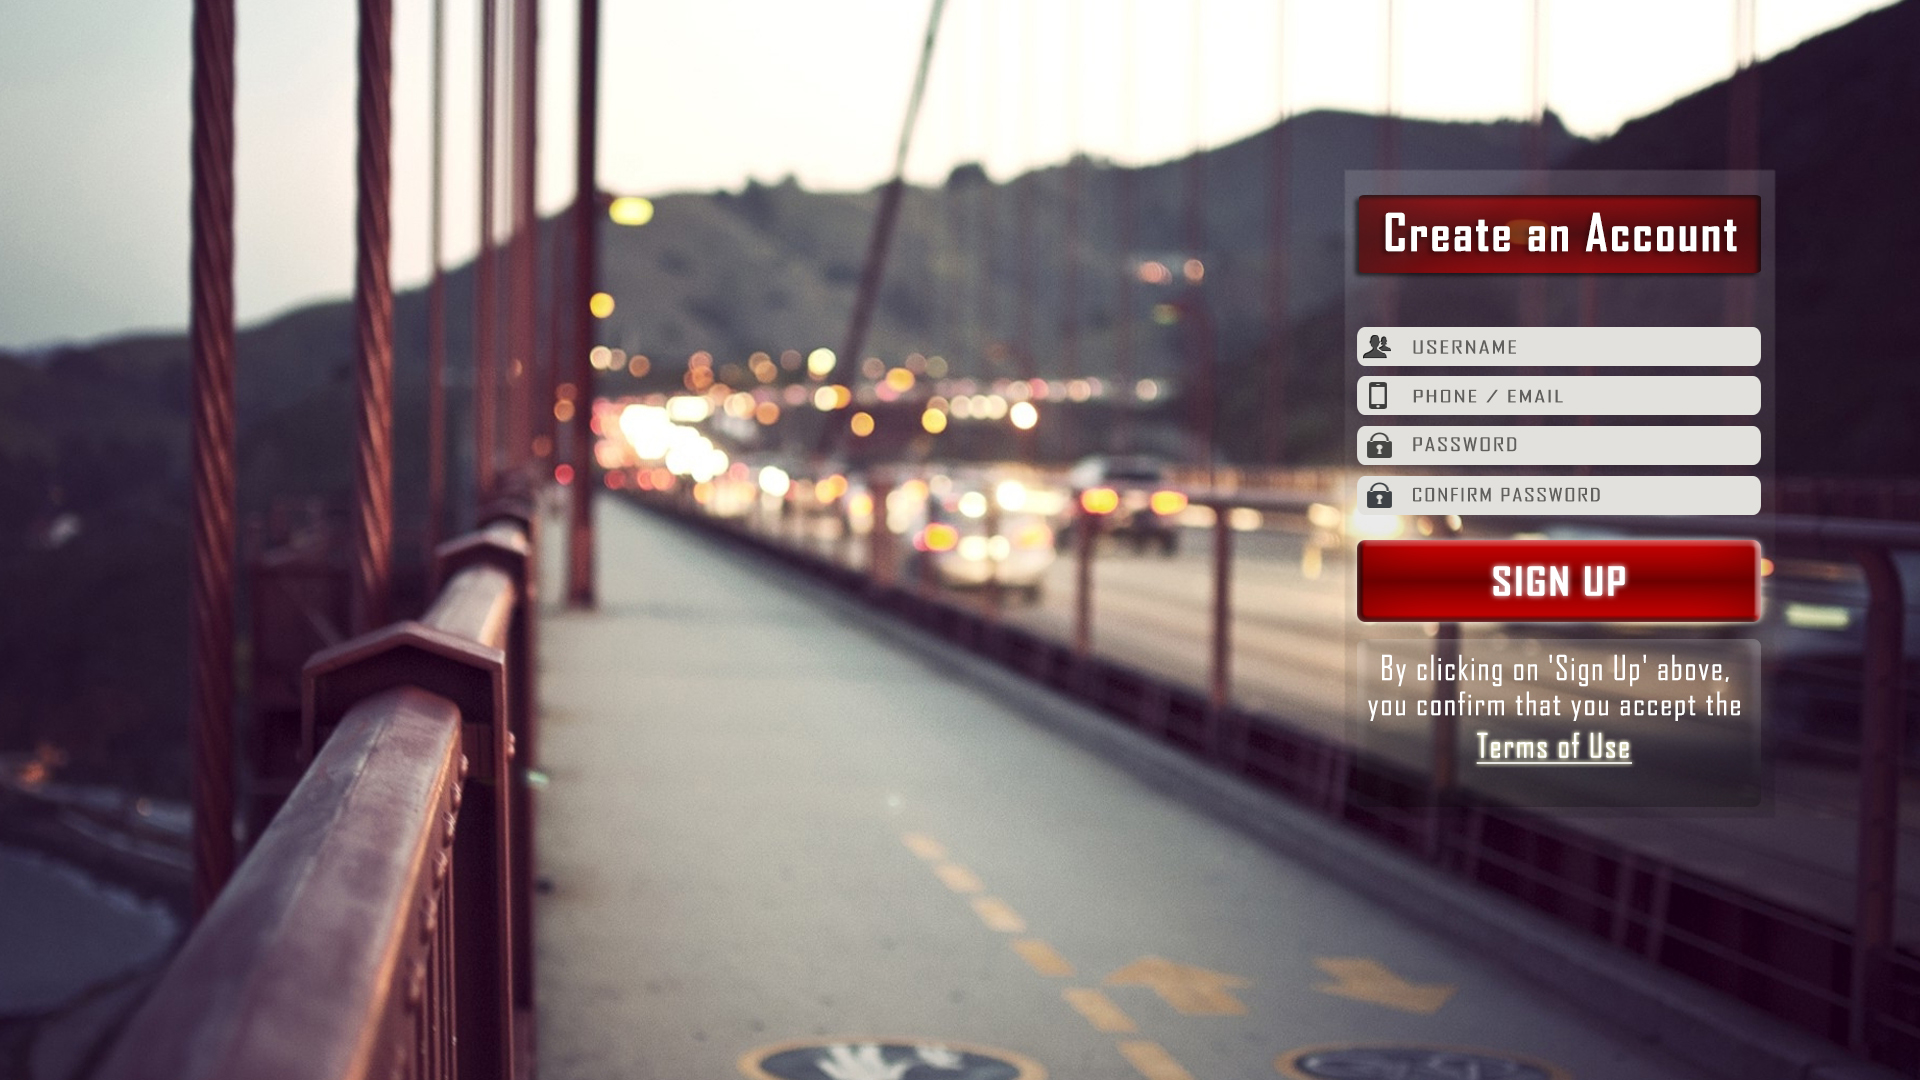 Create an Account
USERNAME
PHONE / EMAIL
PASSWORD
CONFIRM PASSWORD
SIGN UP
By clicking on 'Sign Up' above,
you confirm that you accept the
Terms of Use